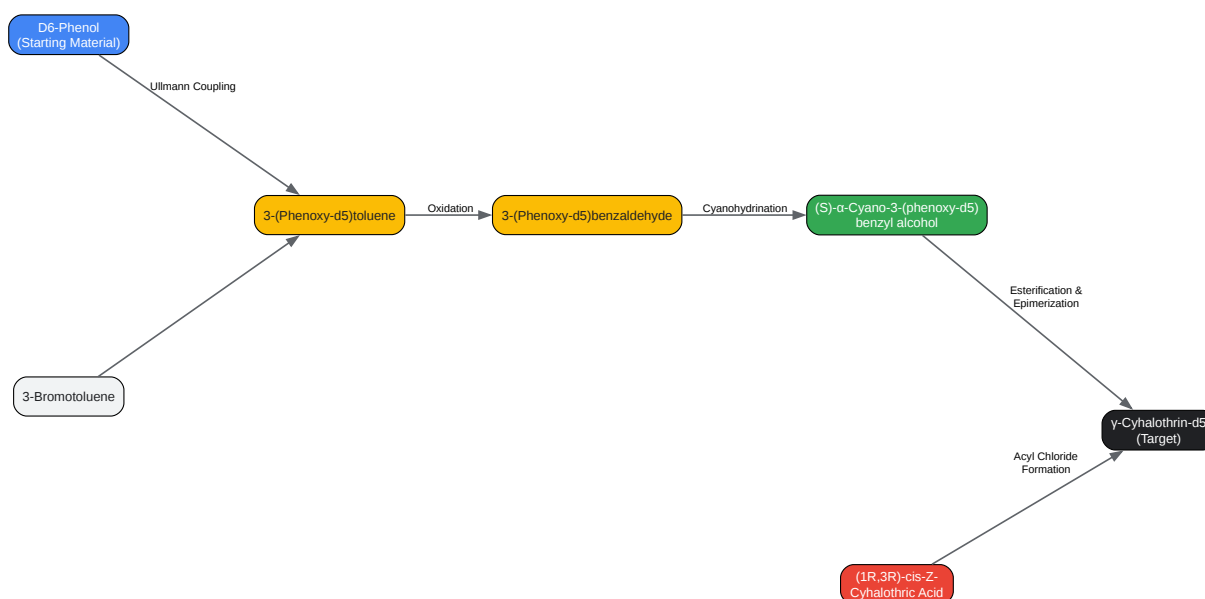 D6-Phenol
(Starting Material)
Ullmann Coupling
3-(Phenoxy-d5)toluene
Oxidation
3-(Phenoxy-d5)benzaldehyde
Cyanohydrination
(S)-α-Cyano-3-(phenoxy-d5)
benzyl alcohol
Esterification &
Epimerization
3-Bromotoluene
γ-Cyhalothrin-d5
(Target)
Acyl Chloride
Formation
(1R,3R)-cis-Z-
Cyhalothric Acid